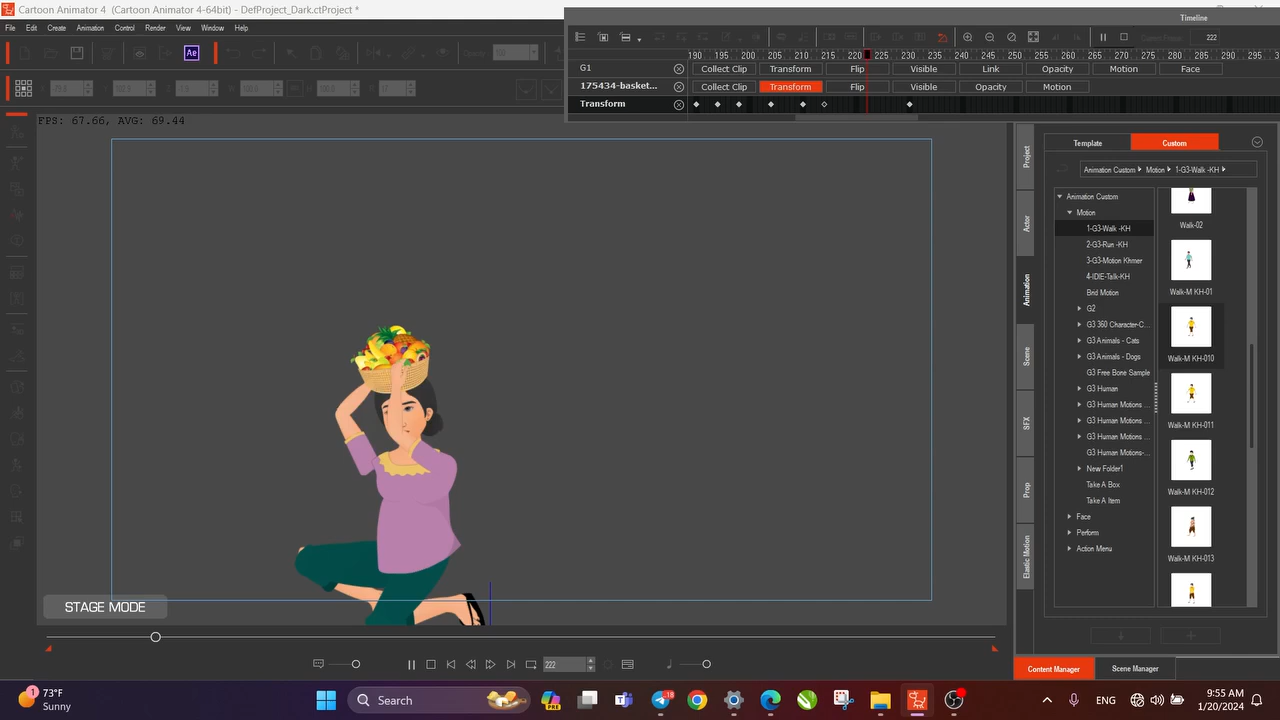 Cartoon Animator 4 (Cartoon Animator 4-64bit) - DefProject_Dark.ctProject *
File Edit Create Animation Control Render View Window Help
Timeline
Ae
222
190 195 200 205 210 215 220 225 230 235 240 245 250 255 260 265 270 275 280 285 290 295
G1 Collect Clip Transform Flip Visible Link Opacity Motion Face
175434-basket... Collect Clip Transform Flip Visible Opacity Motion
Transform
FPS: 67.66, AVG: 69.44
Project
Actor
Animation
Scene
SFX
Prop
Elastic Motion
Template Custom
Animation Custom Motion 1-G3-Walk -KH
Animation Custom
Motion
1-G3-Walk -KH
2-G3-Run -KH
3-G3-Motion Khmer
4-IDIE-Talk-KH
Bnd Motion
G2
G3 360 Character-C...
G3 Animals - Cats
G3 Animals - Dogs
G3 Free Bone Sample
G3 Human
G3 Human Motions ...
G3 Human Motions ...
G3 Human Motions ...
G3 Human Motions-...
New Folder1
Take A Box
Take A Item
Face
Perform
Action Menu
Walk-02
Walk-M KH-01
Walk-M KH-010
Walk-M KH-011
Walk-M KH-012
Walk-M KH-013
STAGE MODE
222
Content Manager Scene Manager
1
73°F
Sunny
Search
PRE
18
ENG
9:55 AM
1/20/2024